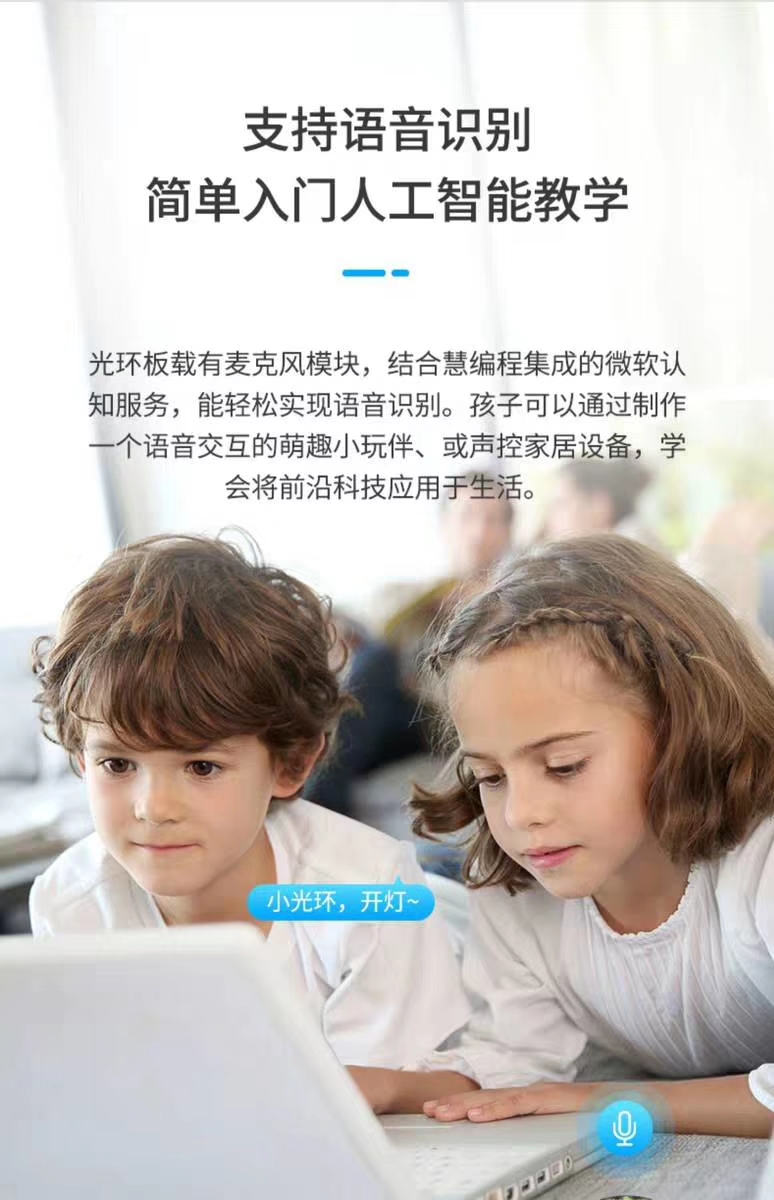 支持语音识别
简单入门人工智能教学
光环板载有麦克风模块，结合慧编程集成的微软认
知服务，能轻松实现语音识别。孩子可以通过制作
一个语音交互的萌趣小玩伴、或声控家居设备，学
会将前沿科技应用于生活。
小光环，开灯~